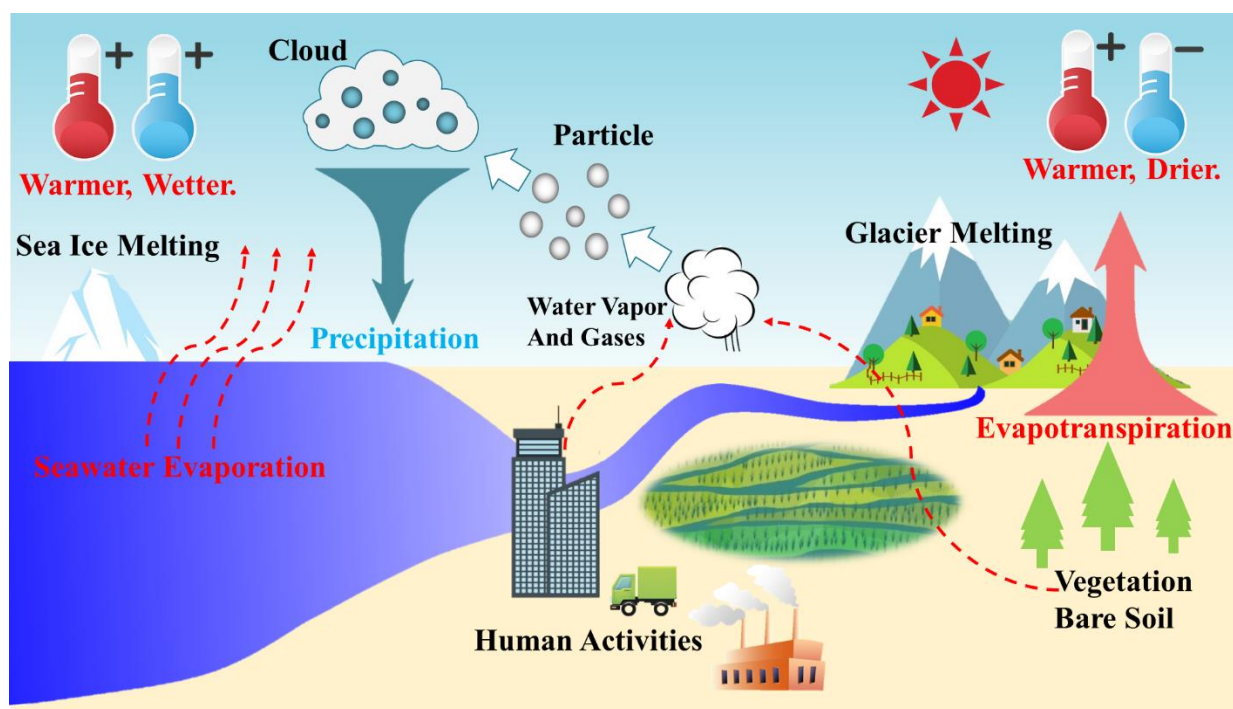 Cloud
+
+
+
−
Particle
Warmer, Wetter.
Warmer, Drier.
Sea Ice Melting
Glacier Melting
Water Vapor
And Gases
Precipitation
Evapotranspiration
Seawater Evaporation
Vegetation
Bare Soil
Human Activities